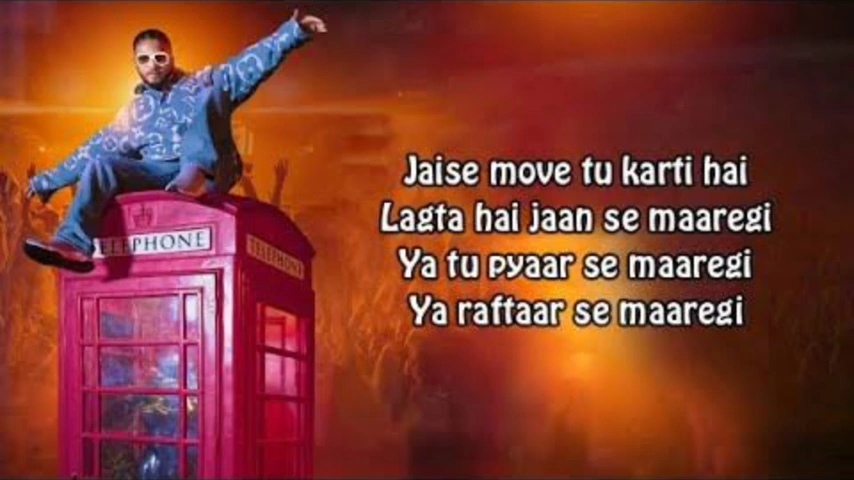 TELEPHONE
TELEPHONE
Jaise move tu karti hai
Lagta hai jaan se maaregi
Ya tu pyaar se maaregi
Ya raftaar se maaregi